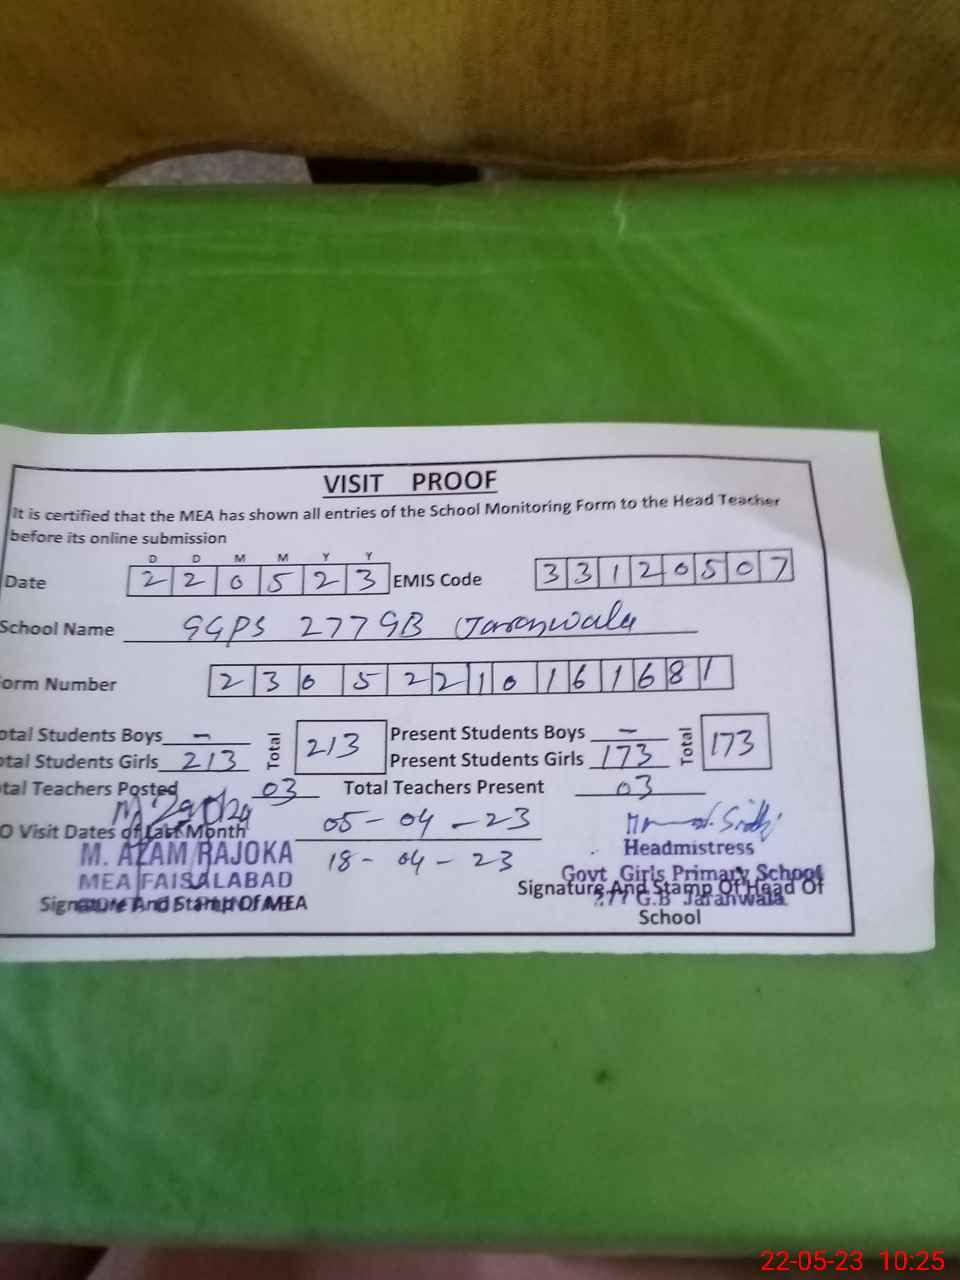 VISIT PROOF
It is certified that the MEA has shown all entries of the School Monitoring Form to the Head Teacher
before its online submission
D D M M Y Y
Date 2 2 0 5 2 3 EMIS Code 3 3 1 2 0 5 0 7
School Name GGPS 277 GB Jaranwala
orm Number 2 3 0 5 2 2 1 0 1 6 1 6 8 1
otal Students Boys - Total 213 Present Students Boys - Total 173
otal Students Girls 213 Present Students Girls 173
tal Teachers Posted 03 Total Teachers Present 03
O Visit Dates of Last Month 05-04-23
18-04-23
M. AZAM RAJOKA
MEA FAISALABAD
Signature And Stamp Of MEA
Headmistress
Govt Girls Primary School
Signature And Stamp Of Head Of
277 G.B Jaranwala
School
22-05-23 10:25